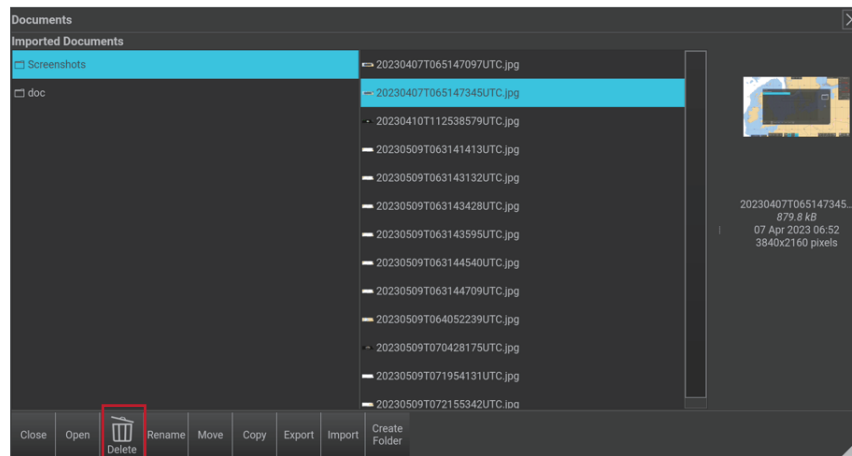 Documents
Imported Documents
Screenshots
doc
20230407T065147097UTC.jpg
20230407T065147345UTC.jpg
20230410T112538579UTC.jpg
20230509T063141413UTC.jpg
20230509T063143132UTC.jpg
20230509T063143428UTC.jpg
20230509T063143595UTC.jpg
20230509T063144540UTC.jpg
20230509T063144709UTC.jpg
20230509T064052239UTC.jpg
20230509T070428175UTC.jpg
20230509T071954131UTC.jpg
20230509T072155342UTC.jpg
20230407T065147345...
879.8 kB
07 Apr 2023 06:52
3840x2160 pixels
Close
Open
Delete
Rename
Move
Copy
Export
Import
Create
Folder